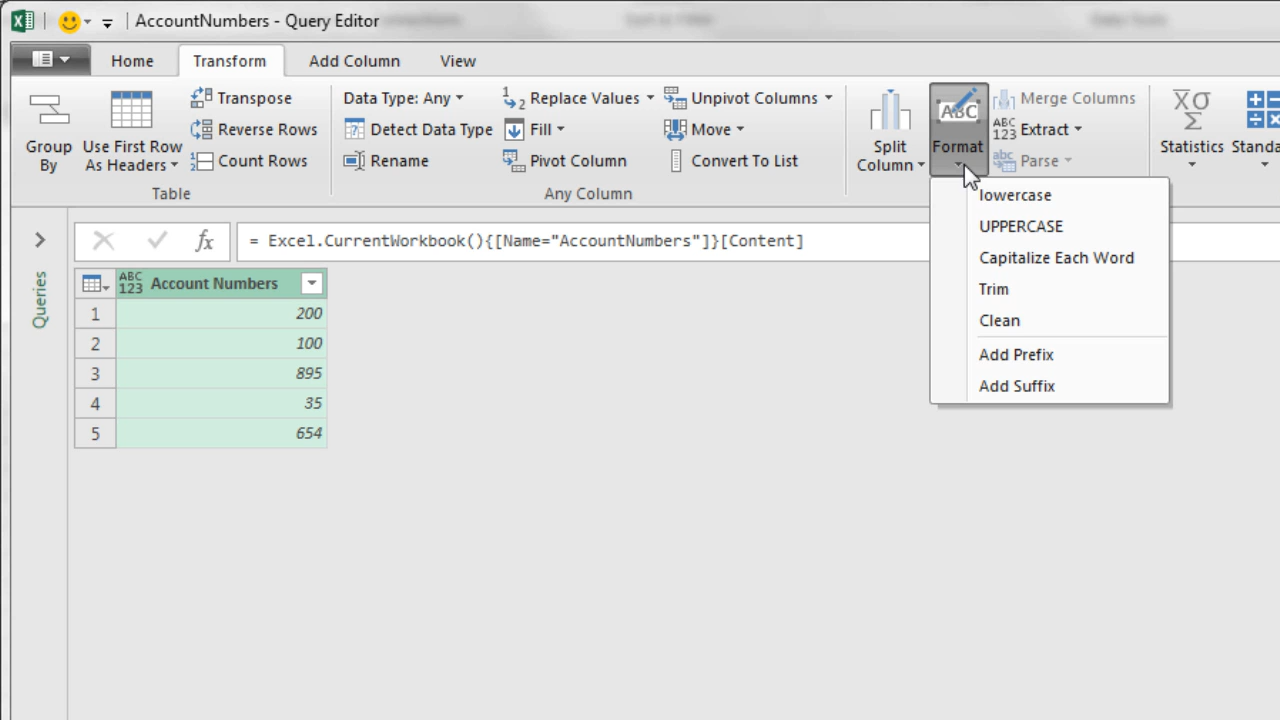 AccountNumbers - Query Editor
Home
Transform
Add Column
View
Group By
Use First Row As Headers
Transpose
Reverse Rows
Count Rows
Table
Data Type: Any
Detect Data Type
Rename
1 2 Replace Values
Fill
Pivot Column
Unpivot Columns
Move
Convert To List
Any Column
Split Column
ABC
Format
Merge Columns
ABC 123 Extract
abc Parse
X̄σ Σ
Statistics
Standa
lowercase
UPPERCASE
Capitalize Each Word
Trim
Clean
Add Prefix
Add Suffix
Queries
fx
= Excel.CurrentWorkbook(){[Name="AccountNumbers"]}[Content]
ABC 123 Account Numbers
1 200
2 100
3 895
4 35
5 654